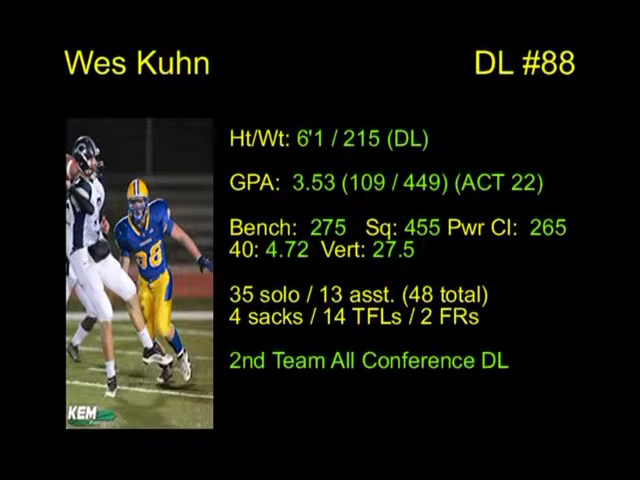 Wes Kuhn DL #88
Ht/Wt: 6'1 / 215 (DL)
GPA: 3.53 (109 / 449) (ACT 22)
Bench: 275 Sq: 455 Pwr Cl: 265
40: 4.72 Vert: 27.5
35 solo / 13 asst. (48 total)
4 sacks / 14 TFLs / 2 FRs
2nd Team All Conference DL
88
KEM